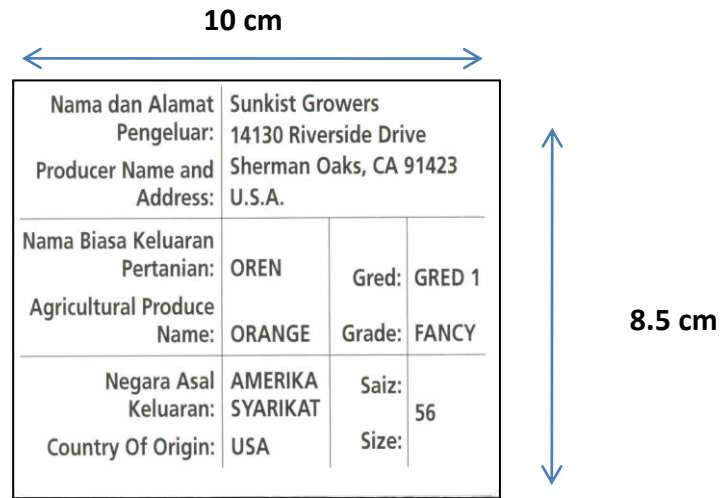 10 cm
Nama dan Alamat
Pengeluar:
Producer Name and
Address:
Sunkist Growers
14130 Riverside Drive
Sherman Oaks, CA 91423
U.S.A.
Nama Biasa Keluaran
Pertanian:
Agricultural Produce
Name:
OREN
ORANGE
Gred:
Grade:
GRED 1
FANCY
Negara Asal
Keluaran:
Country Of Origin:
AMERIKA
SYARIKAT
USA
Saiz:
Size:
56
8.5 cm